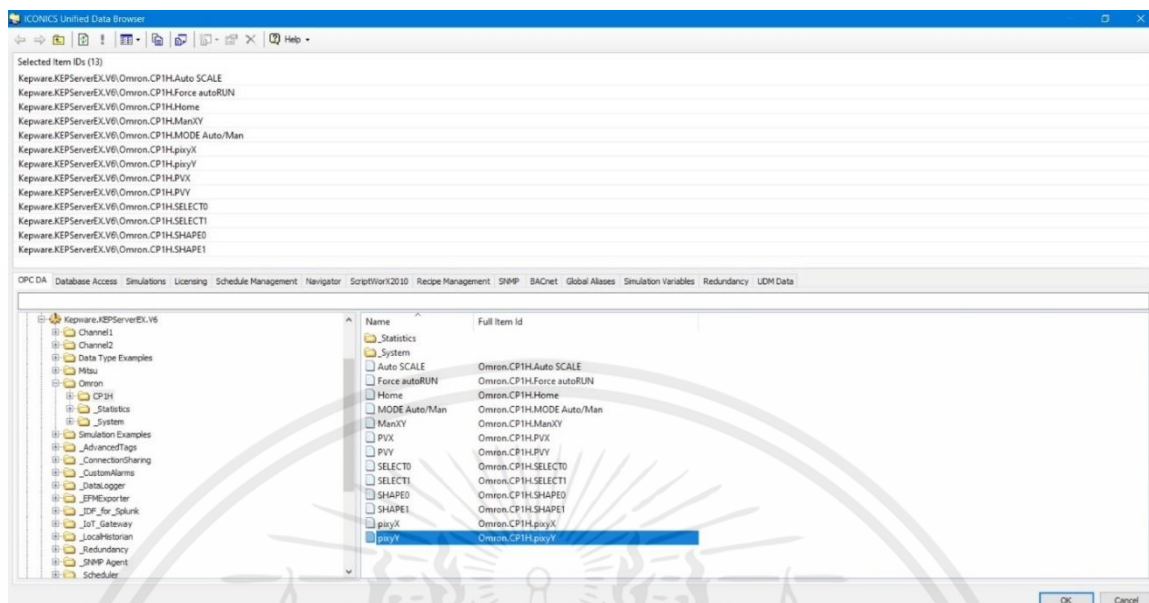 ICONICS Unified Data Browser
Help
Selected Item IDs (13)
Kepware.KEPServerEX.V6\Omron.CP1H.Auto SCALE
Kepware.KEPServerEX.V6\Omron.CP1H.Force autoRUN
Kepware.KEPServerEX.V6\Omron.CP1H.Home
Kepware.KEPServerEX.V6\Omron.CP1H.ManXY
Kepware.KEPServerEX.V6\Omron.CP1H.MODE Auto/Man
Kepware.KEPServerEX.V6\Omron.CP1H.pixyX
Kepware.KEPServerEX.V6\Omron.CP1H.pixyY
Kepware.KEPServerEX.V6\Omron.CP1H.PVX
Kepware.KEPServerEX.V6\Omron.CP1H.PVY
Kepware.KEPServerEX.V6\Omron.CP1H.SELECT0
Kepware.KEPServerEX.V6\Omron.CP1H.SELECT1
Kepware.KEPServerEX.V6\Omron.CP1H.SHAPE0
Kepware.KEPServerEX.V6\Omron.CP1H.SHAPE1
OPC DA Database Access Simulations Licensing Schedule Management Navigator ScriptWorX2010 Recipe Management SNMP BACnet Global Aliases Simulation Variables Redundancy UDM Data
Kepware.KEPServerEX.V6
Channel1
Channel2
Data Type Examples
Mitsu
Omron
CP1H
_Statistics
_System
Simulation Examples
_AdvancedTags
_ConnectionSharing
_CustomAlarms
_DataLogger
_EFMExporter
_IDF_for_Splunk
_IoT_Gateway
_LocalHistorian
_Redundancy
_SNMP Agent
_Scheduler
Name Full Item Id
_Statistics
_System
Auto SCALE Omron.CP1H.Auto SCALE
Force autoRUN Omron.CP1H.Force autoRUN
Home Omron.CP1H.Home
MODE Auto/Man Omron.CP1H.MODE Auto/Man
ManXY Omron.CP1H.ManXY
PVX Omron.CP1H.PVX
PVY Omron.CP1H.PVY
SELECT0 Omron.CP1H.SELECT0
SELECT1 Omron.CP1H.SELECT1
SHAPE0 Omron.CP1H.SHAPE0
SHAPE1 Omron.CP1H.SHAPE1
pixyX Omron.CP1H.pixyX
pixyY Omron.CP1H.pixyY
OK Cancel